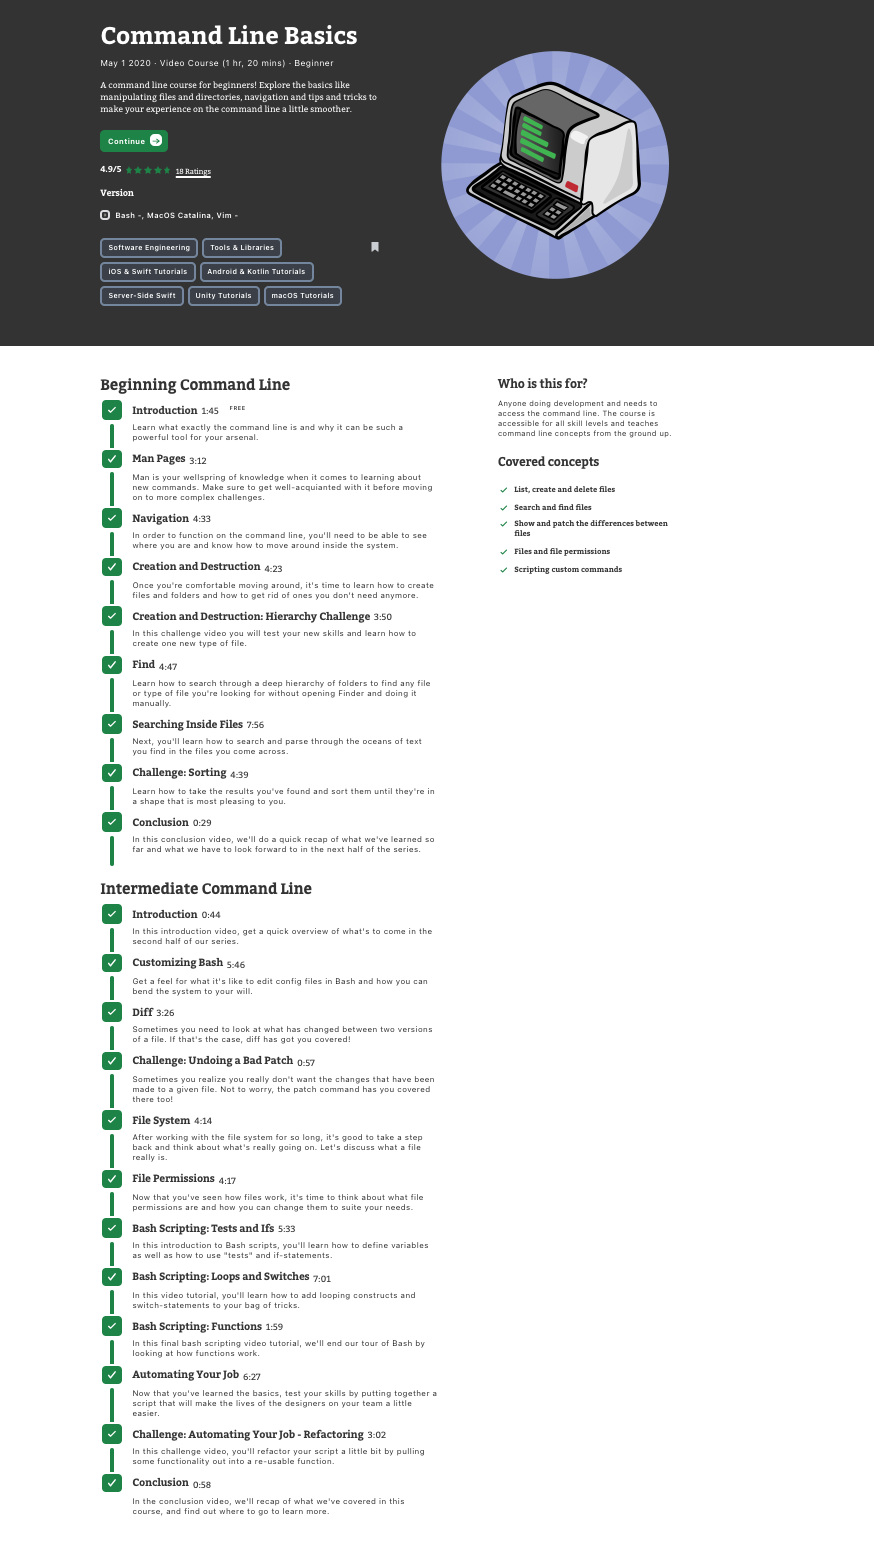 Command Line Basics
May 1 2020 · Video Course (1 hr, 20 mins) · Beginner
A command line course for beginners! Explore the basics like
manipulating files and directories, navigation and tips and tricks to
make your experience on the command line a little smoother.
Continue
4.9/5 18 Ratings
Version
Bash -, MacOS Catalina, Vim -
Software Engineering Tools & Libraries
iOS & Swift Tutorials Android & Kotlin Tutorials
Server-Side Swift Unity Tutorials macOS Tutorials
Beginning Command Line
Introduction 1:45 FREE
Learn what exactly the command line is and why it can be such a
powerful tool for your arsenal.
Man Pages 3:12
Man is your wellspring of knowledge when it comes to learning about
new commands. Make sure to get well-acquianted with it before moving
on to more complex challenges.
Navigation 4:33
In order to function on the command line, you'll need to be able to see
where you are and know how to move around inside the system.
Creation and Destruction 4:23
Once you're comfortable moving around, it's time to learn how to create
files and folders and how to get rid of ones you don't need anymore.
Creation and Destruction: Hierarchy Challenge 3:50
In this challenge video you will test your new skills and learn how to
create one new type of file.
Find 4:47
Learn how to search through a deep hierarchy of folders to find any file
or type of file you're looking for without opening Finder and doing it
manually.
Searching Inside Files 7:56
Next, you'll learn how to search and parse through the oceans of text
you find in the files you come across.
Challenge: Sorting 4:39
Learn how to take the results you've found and sort them until they're in
a shape that is most pleasing to you.
Conclusion 0:29
In this conclusion video, we'll do a quick recap of what we've learned so
far and what we have to look forward to in the next half of the series.
Intermediate Command Line
Introduction 0:44
In this introduction video, get a quick overview of what's to come in the
second half of our series.
Customizing Bash 5:46
Get a feel for what it's like to edit config files in Bash and how you can
bend the system to your will.
Diff 3:26
Sometimes you need to look at what has changed between two versions
of a file. If that's the case, diff has got you covered!
Challenge: Undoing a Bad Patch 0:57
Sometimes you realize you really don't want the changes that have been
made to a given file. Not to worry, the patch command has you covered
there too!
File System 4:14
After working with the file system for so long, it's good to take a step
back and think about what's really going on. Let's discuss what a file
really is.
File Permissions 4:17
Now that you've seen how files work, it's time to think about what file
permissions are and how you can change them to suite your needs.
Bash Scripting: Tests and Ifs 5:33
In this introduction to Bash scripts, you'll learn how to define variables
as well as how to use "tests" and if-statements.
Bash Scripting: Loops and Switches 7:01
In this video tutorial, you'll learn how to add looping constructs and
switch-statements to your bag of tricks.
Bash Scripting: Functions 1:59
In this final bash scripting video tutorial, we'll end our tour of Bash by
looking at how functions work.
Automating Your Job 6:27
Now that you've learned the basics, test your skills by putting together a
script that will make the lives of the designers on your team a little
easier.
Challenge: Automating Your Job - Refactoring 3:02
In this challenge video, you'll refactor your script a little bit by pulling
some functionality out into a re-usable function.
Conclusion 0:58
In the conclusion video, we'll recap of what we've covered in this
course, and find out where to go to learn more.
Who is this for?
Anyone doing development and needs to
access the command line. The course is
accessible for all skill levels and teaches
command line concepts from the ground up.
Covered concepts
List, create and delete files
Search and find files
Show and patch the differences between
files
Files and file permissions
Scripting custom commands